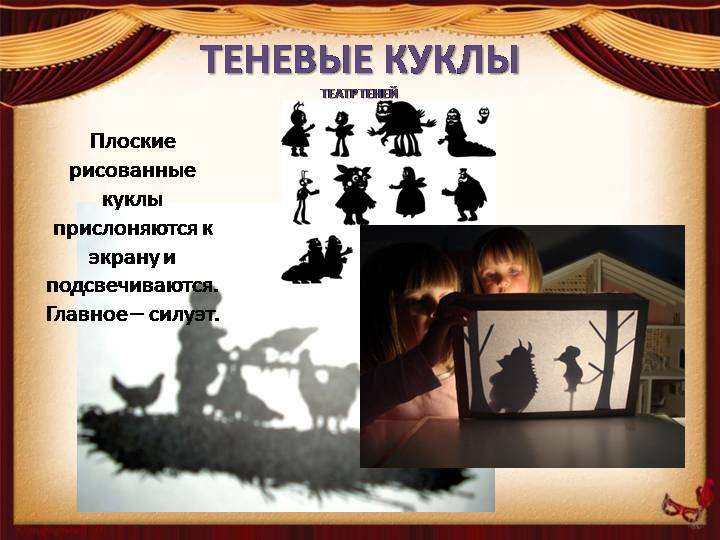 ТЕНЕВЫЕ КУКЛЫ
ТЕАТР ТЕНЕЙ
Плоские
рисованные
куклы
прислоняются к
экрану и
подсвечиваются.
Главное – силуэт.